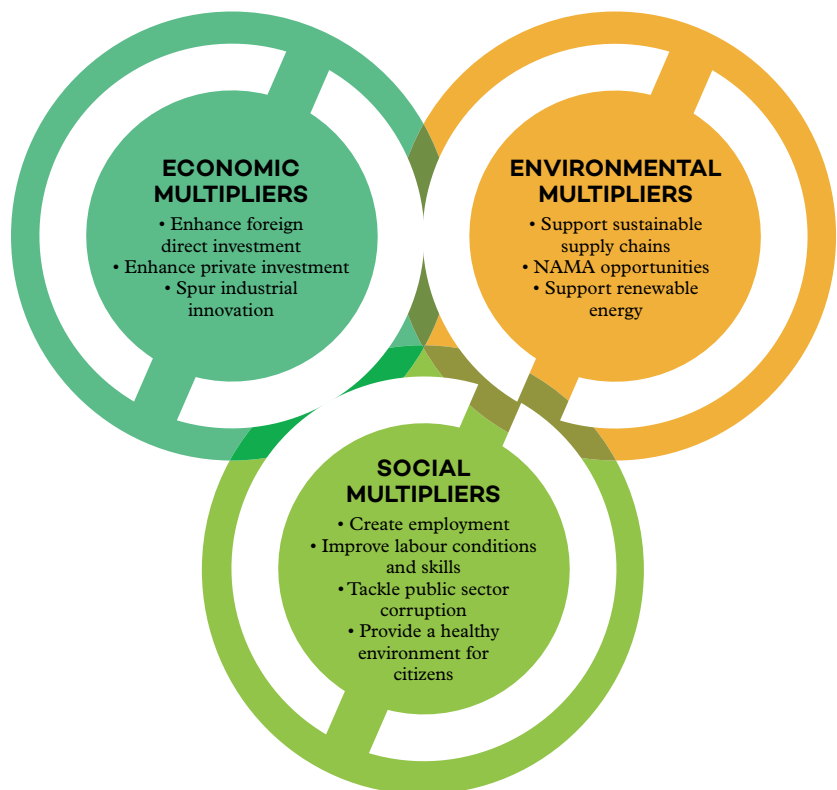 ECONOMIC
MULTIPLIERS
• Enhance foreign
direct investment
• Enhance private investment
• Spur industrial
innovation
ENVIRONMENTAL
MULTIPLIERS
• Support sustainable
supply chains
• NAMA opportunities
• Support renewable
energy
SOCIAL
MULTIPLIERS
• Create employment
• Improve labour conditions
and skills
• Tackle public sector
corruption
• Provide a healthy
environment for
citizens